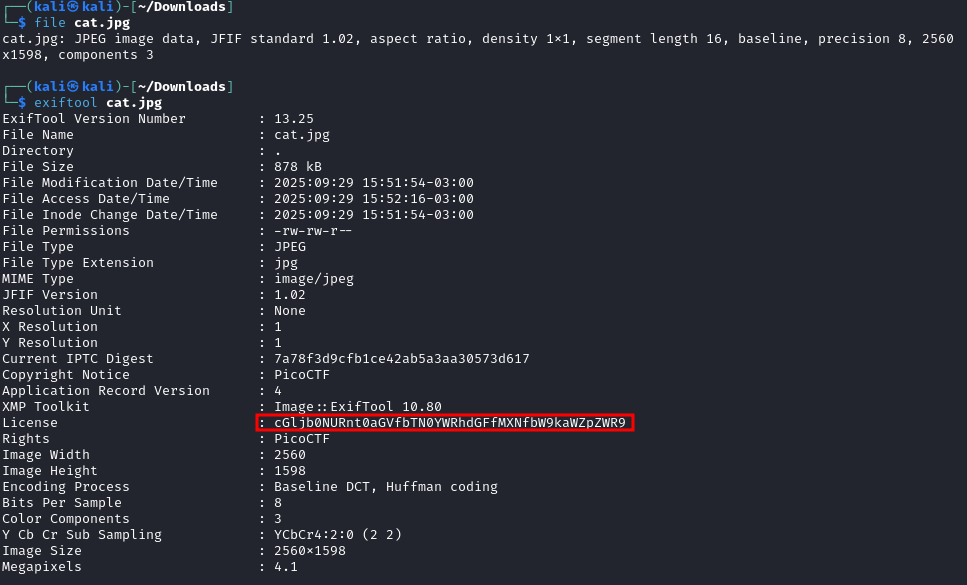 ┌──(kali㉿kali)-[~/Downloads]
└─$ file cat.jpg
cat.jpg: JPEG image data, JFIF standard 1.02, aspect ratio, density 1×1, segment length 16, baseline, precision 8, 2560
x1598, components 3
┌──(kali㉿kali)-[~/Downloads]
└─$ exiftool cat.jpg
ExifTool Version Number : 13.25
File Name : cat.jpg
Directory : .
File Size : 878 kB
File Modification Date/Time : 2025:09:29 15:51:54-03:00
File Access Date/Time : 2025:09:29 15:52:16-03:00
File Inode Change Date/Time : 2025:09:29 15:51:54-03:00
File Permissions : -rw-rw-r--
File Type : JPEG
File Type Extension : jpg
MIME Type : image/jpeg
JFIF Version : 1.02
Resolution Unit : None
X Resolution : 1
Y Resolution : 1
Current IPTC Digest : 7a78f3d9cfb1ce42ab5a3aa30573d617
Copyright Notice : PicoCTF
Application Record Version : 4
XMP Toolkit : Image::ExifTool 10.80
License : cGljb0NURnt0aGVfbTN0YWRhdGFfMXNfbW9kaWZpZWR9
Rights : PicoCTF
Image Width : 2560
Image Height : 1598
Encoding Process : Baseline DCT, Huffman coding
Bits Per Sample : 8
Color Components : 3
Y Cb Cr Sub Sampling : YCbCr4:2:0 (2 2)
Image Size : 2560×1598
Megapixels : 4.1